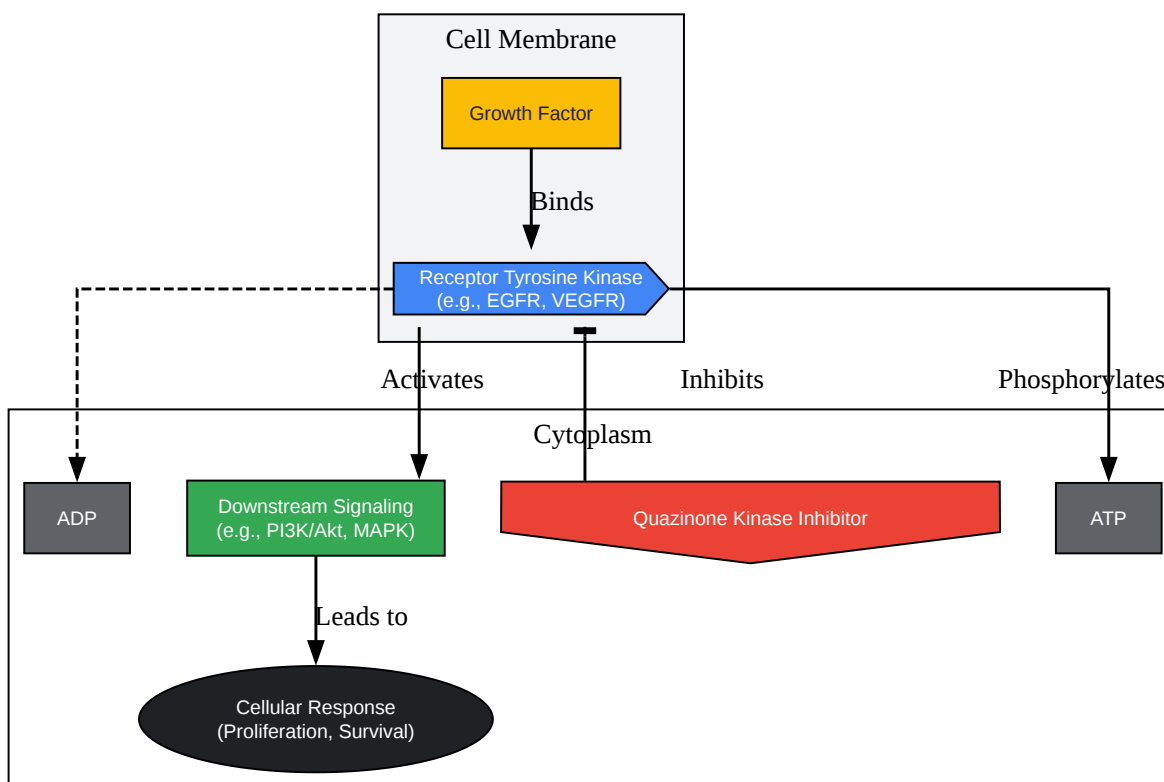 Cell Membrane
Growth Factor
Binds
Receptor Tyrosine Kinase
(e.g., EGFR, VEGFR)
Activates
Inhibits
Phosphorylates
Cytoplasm
ADP
Downstream Signaling
(e.g., PI3K/Akt, MAPK)
Quazinone Kinase Inhibitor
ATP
Leads to
Cellular Response
(Proliferation, Survival)